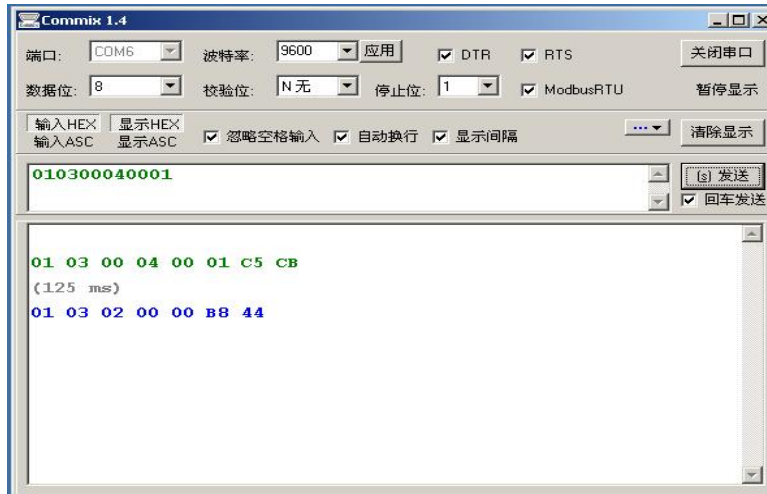 Commix 1.4
端口: COM6 波特率: 9600 应用 DTR RTS 关闭串口
数据位: 8 校验位: N 无 停止位: 1 ModbusRTU 暂停显示
输入HEX 显示HEX
输入ASC 显示ASC 忽略空格输入 自动换行 显示间隔 ... 清除显示
010300040001 (s) 发送
回车发送
01 03 00 04 00 01 C5 CB
(125 ms)
01 03 02 00 00 B8 44